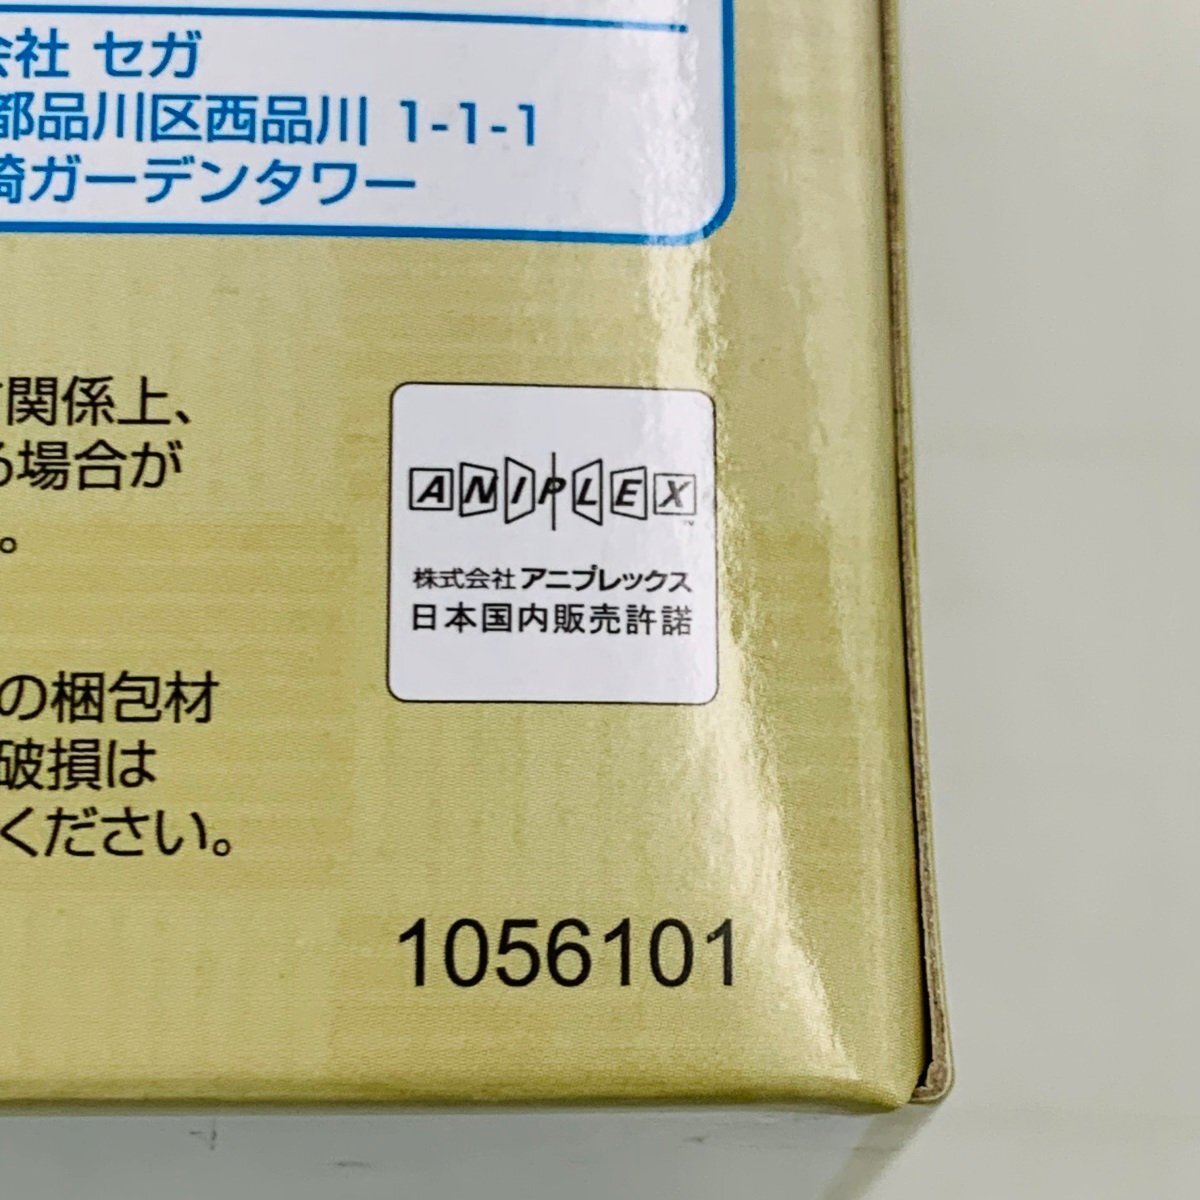 会社 セガ
都品川区西品川 1-1-1
崎ガーデンタワー
関係上、
る場合が
。
ANIPLEX
TM
株式会社 アニプレックス
日本国内販売許諾
の梱包材
破損は
ください。
1056101